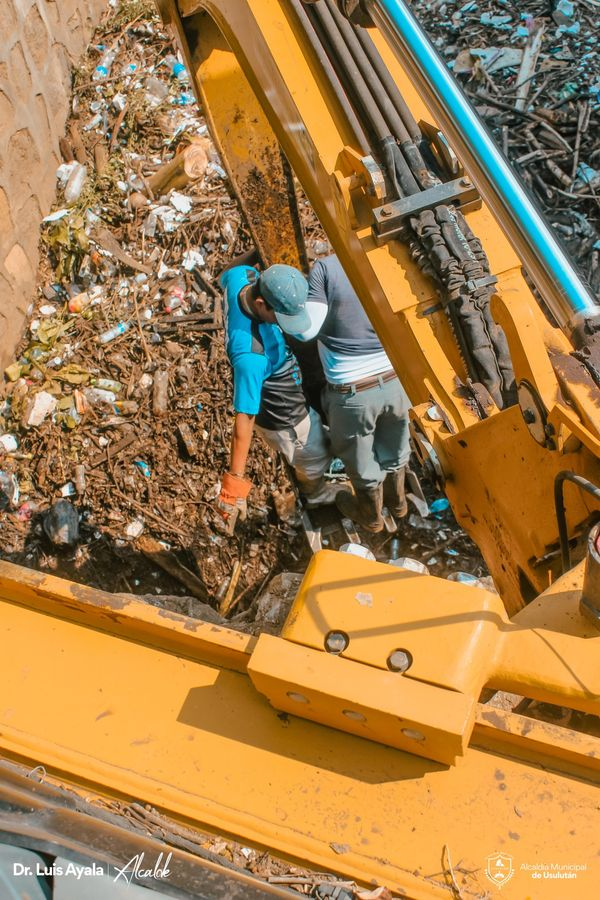 Dr. Luis Ayala Alcalde
Alcaldía Municipal
de Usulután